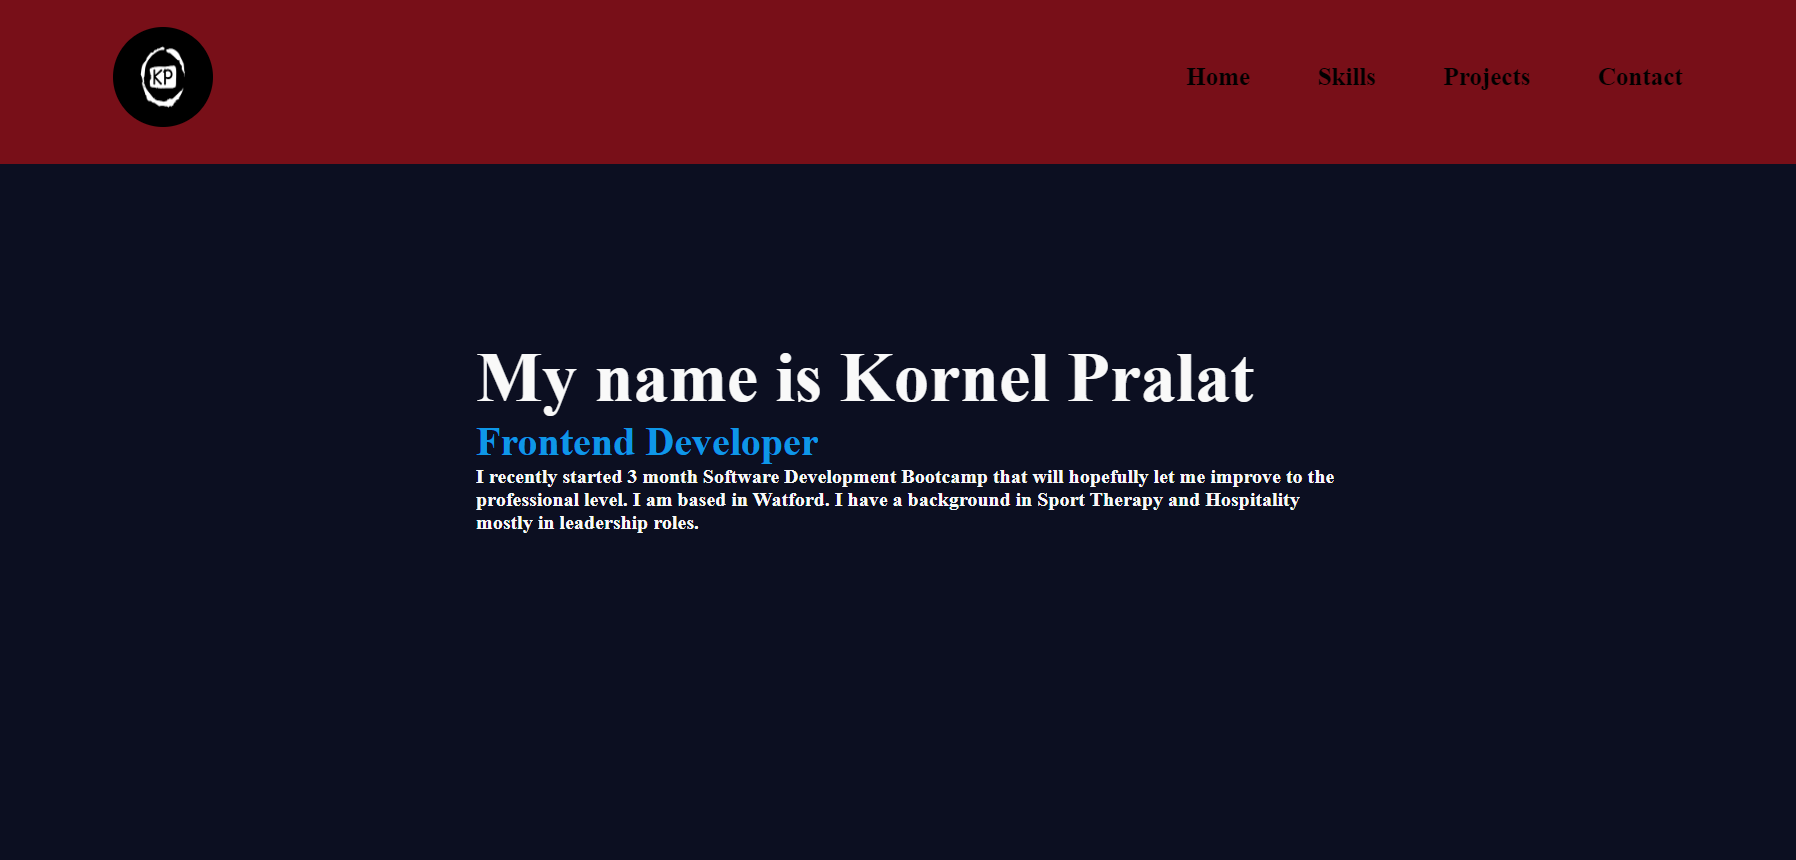 KP
Home Skills Projects Contact
My name is Kornel Pralat
Frontend Developer
I recently started 3 month Software Development Bootcamp that will hopefully let me improve to the
professional level. I am based in Watford. I have a background in Sport Therapy and Hospitality
mostly in leadership roles.